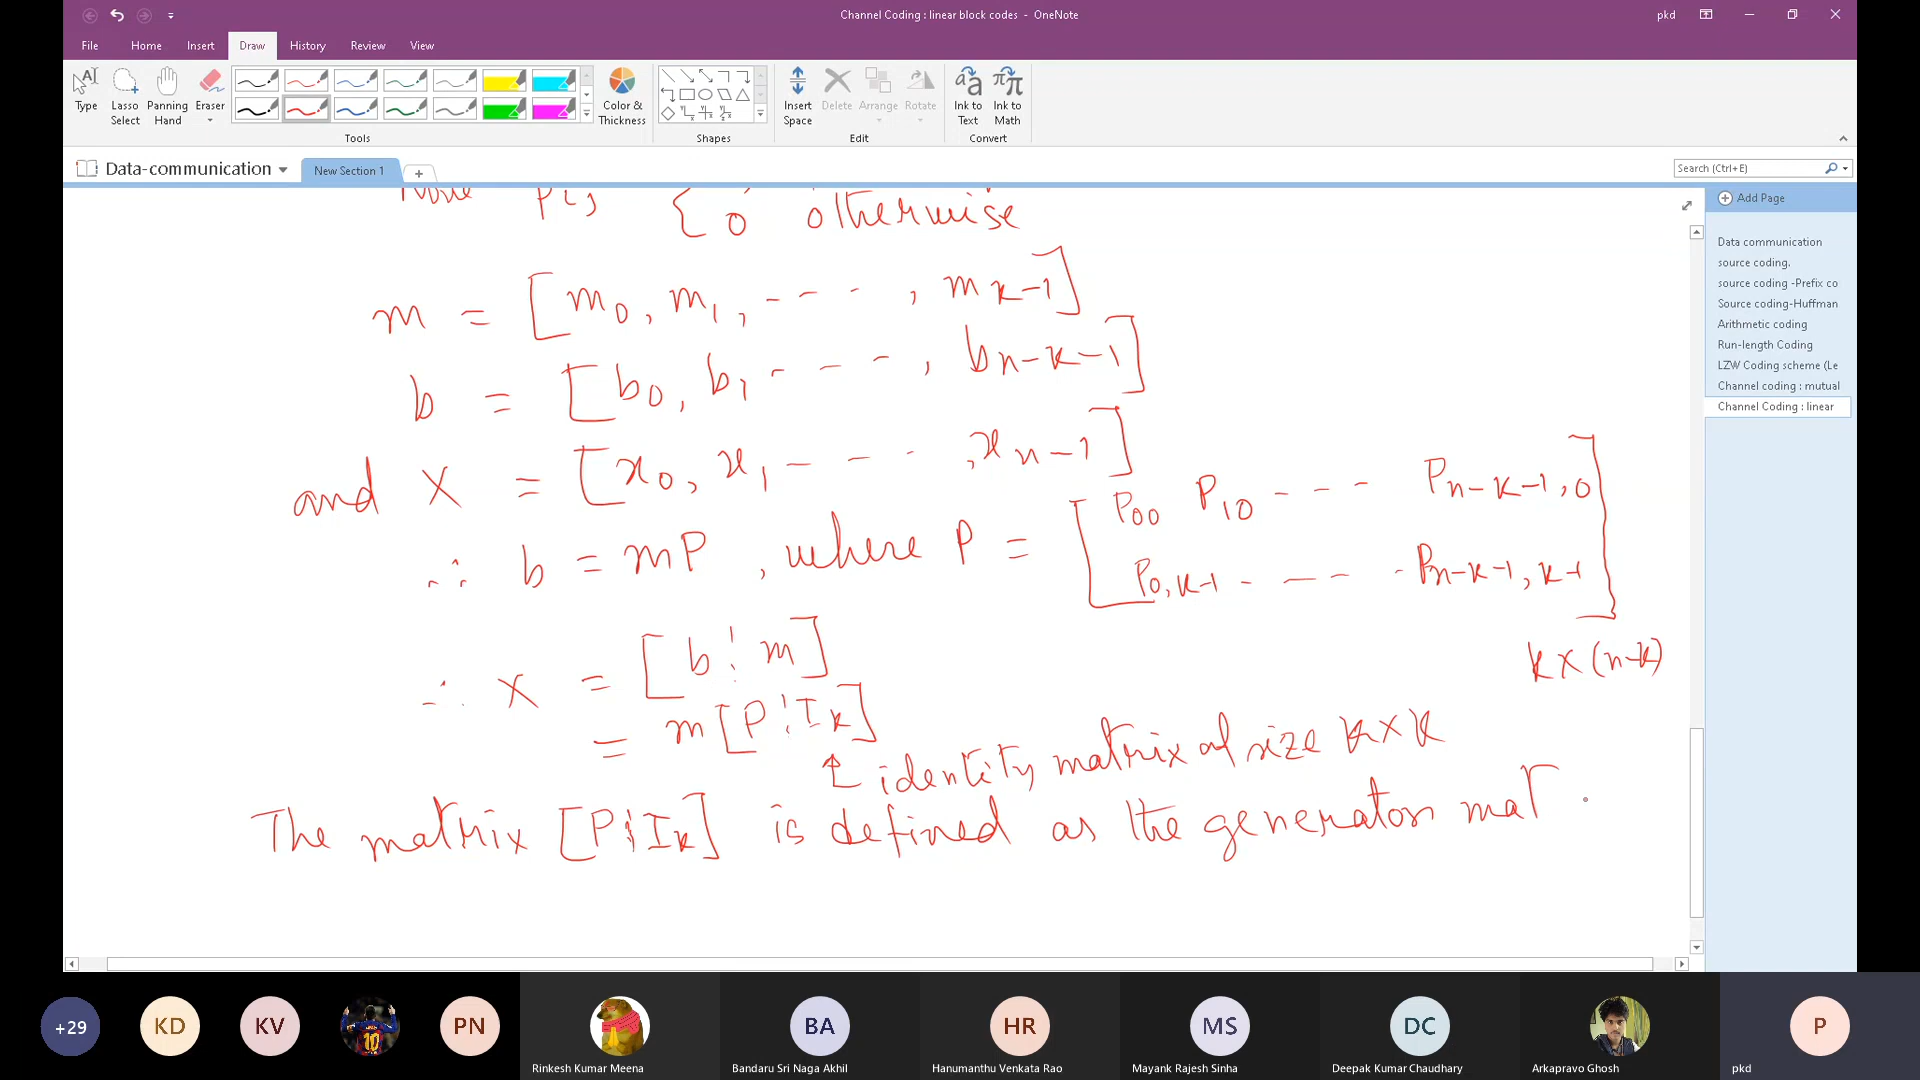 Channel Coding : linear block codes - OneNote
pkd
File Home Insert Draw History Review View
Type
Lasso Select
Panning Hand
Eraser
Color & Thickness
Insert Space
Delete
Arrange
Rotate
Ink to Text
Ink to Math
Tools
Shapes
Edit
Convert
Data-communication
New Section 1
+
Search (Ctrl+E)
{ 0 otherwise
m = [m0, m1, - - - , mk-1]
b = [b0, b1 - - - - , bn-k-1]
and X = [x0, x1 - - - , xn-1]
∴ b = mP , where P = [P00 P10 - - - Pn-k-1,0
P0,k-1 - - - - Pn-k-1,k-1]
k×(n-k)
∴ X = [b ¦ m]
= m[P ¦ Ik]
↑ identity matrix of size k×k
The matrix [P ¦ Ik] is defined as the generator mat
Add Page
Data communication
source coding.
source coding -Prefix co
Source coding-Huffman
Arithmetic coding
Run-length Coding
LZW Coding scheme (Le
Channel coding : mutual
Channel Coding : linear
+29
KD
KV
10
PN
Rinkesh Kumar Meena
BA
Bandaru Sri Naga Akhil
HR
Hanumanthu Venkata Rao
MS
Mayank Rajesh Sinha
DC
Deepak Kumar Chaudhary
Arkapravo Ghosh
P
pkd